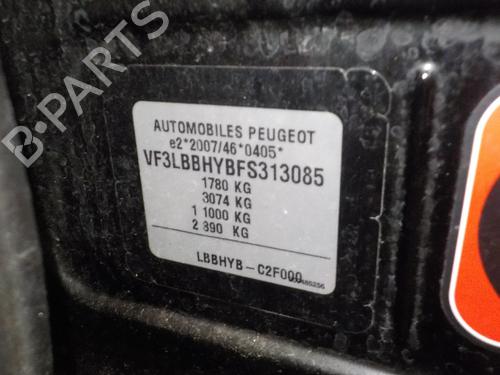 AUTOMOBILES PEUGEOT
e2*2007/46*0405*
VF3LBBHYBFS313085
1780 KG
3074 KG
1 1000 KG
2 890 KG
LBBHYB-C2F000
B-PARTS